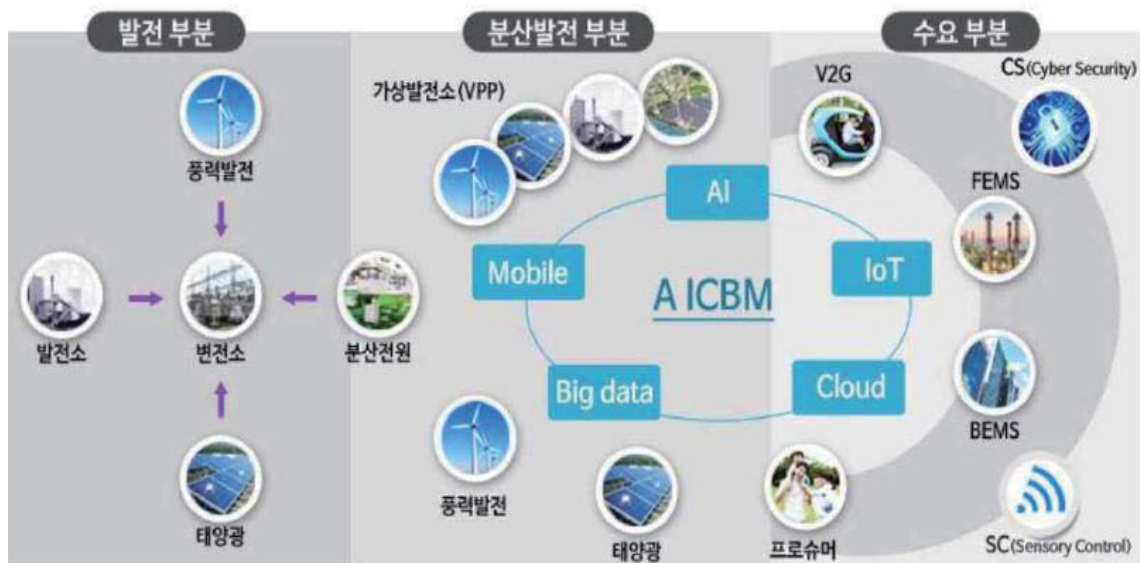 발전 부분
분산발전 부분
수요 부분
풍력발전
발전소
변전소
분산전원
태양광
가상발전소(VPP)
AI
Mobile
IoT
A ICBM
Big data
Cloud
풍력발전
태양광
V2G
CS(Cyber Security)
FEMS
BEMS
프로슈머
SC(Sensory Control)